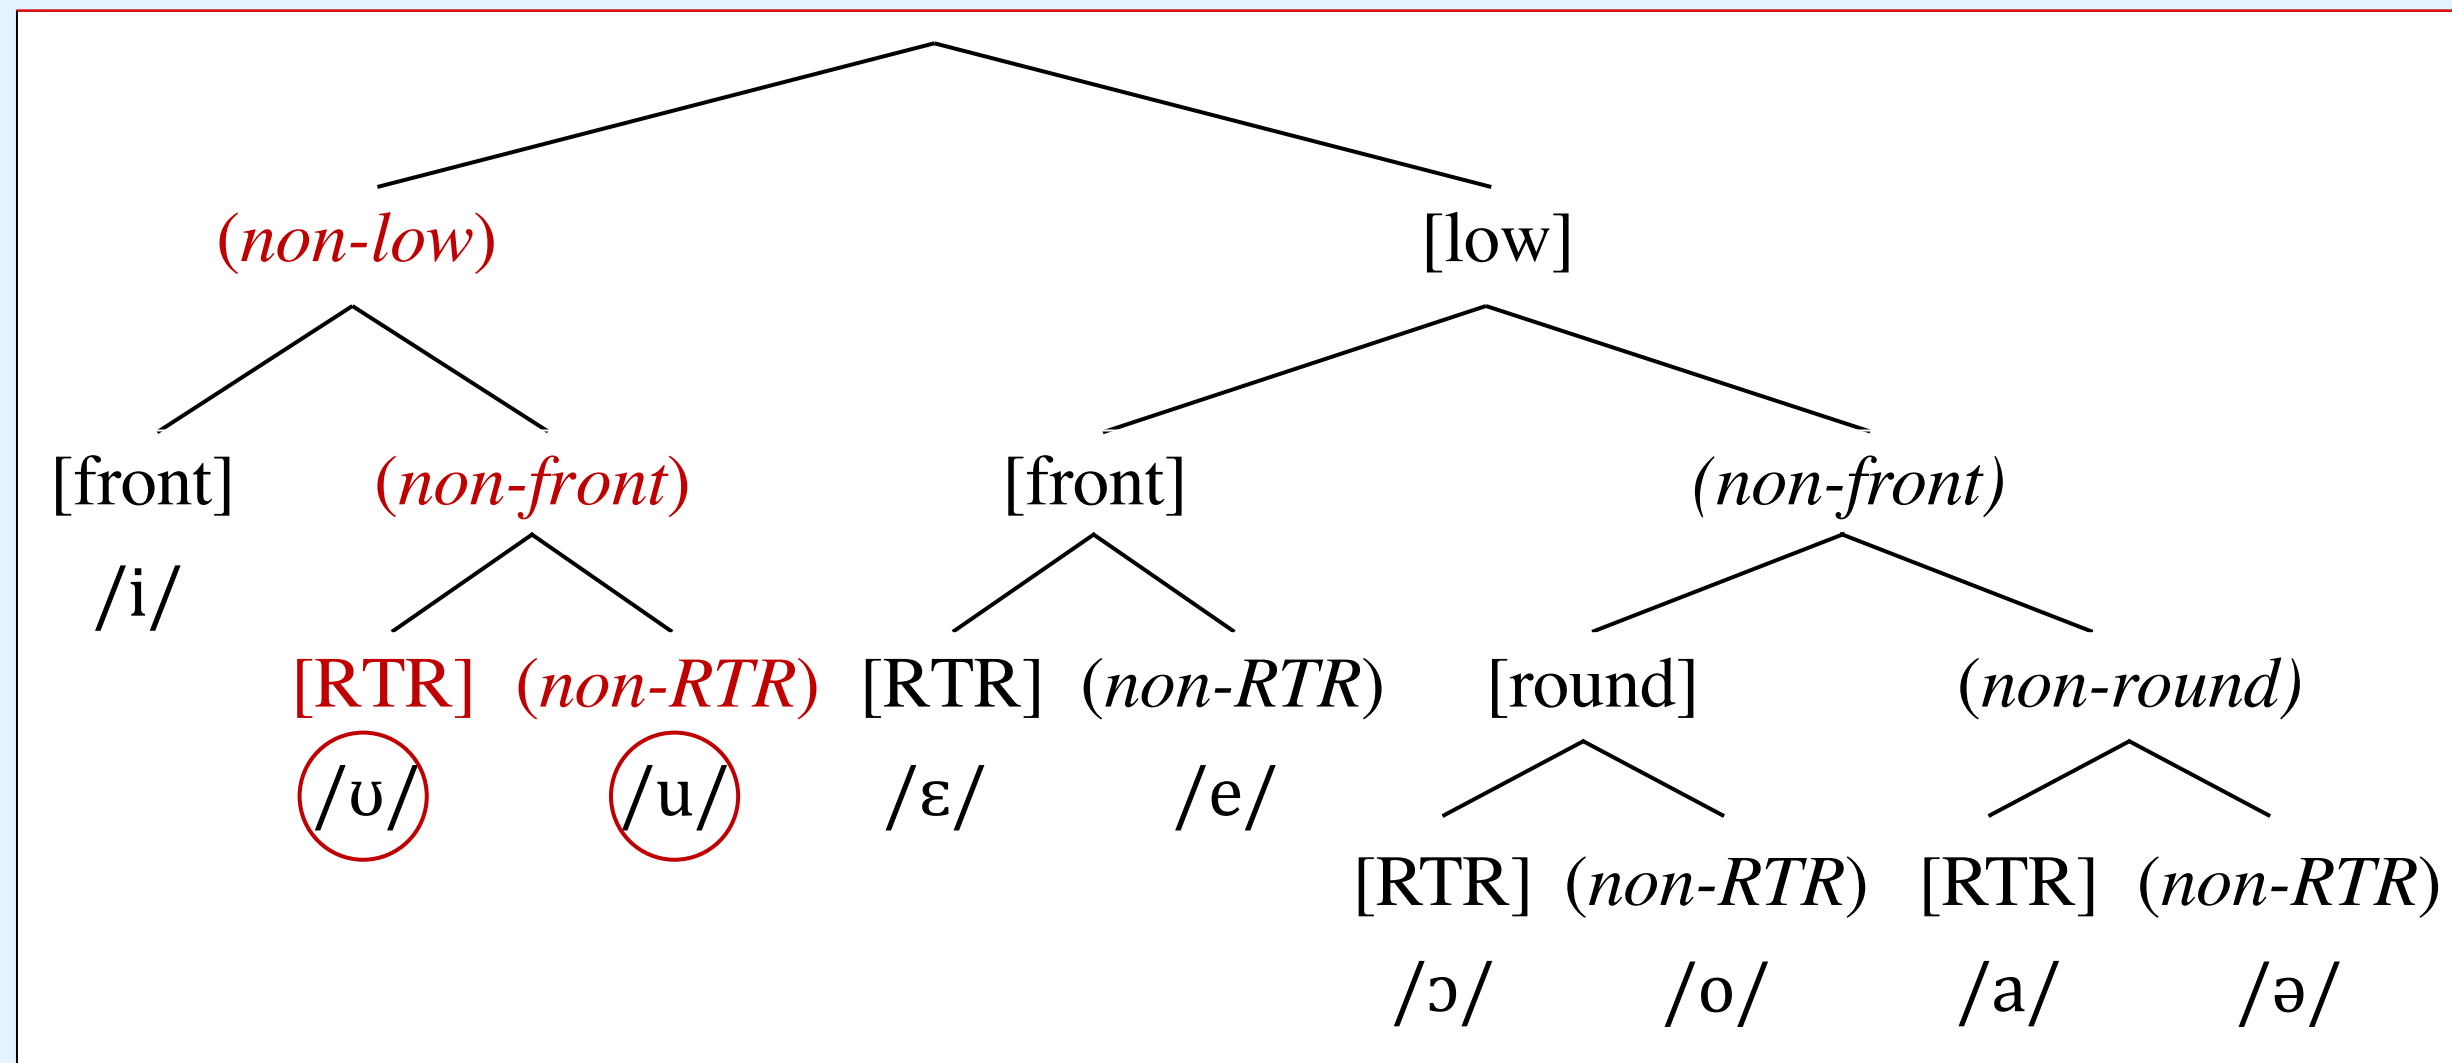 (non-low) [low]
[front] (non-front) [front] (non-front)
/i/
[RTR] (non-RTR) [RTR] (non-RTR) [round] (non-round)
/ʊ/ /u/ /ɛ/ /e/
[RTR] (non-RTR) [RTR] (non-RTR)
/ɔ/ /o/ /a/ /ə/